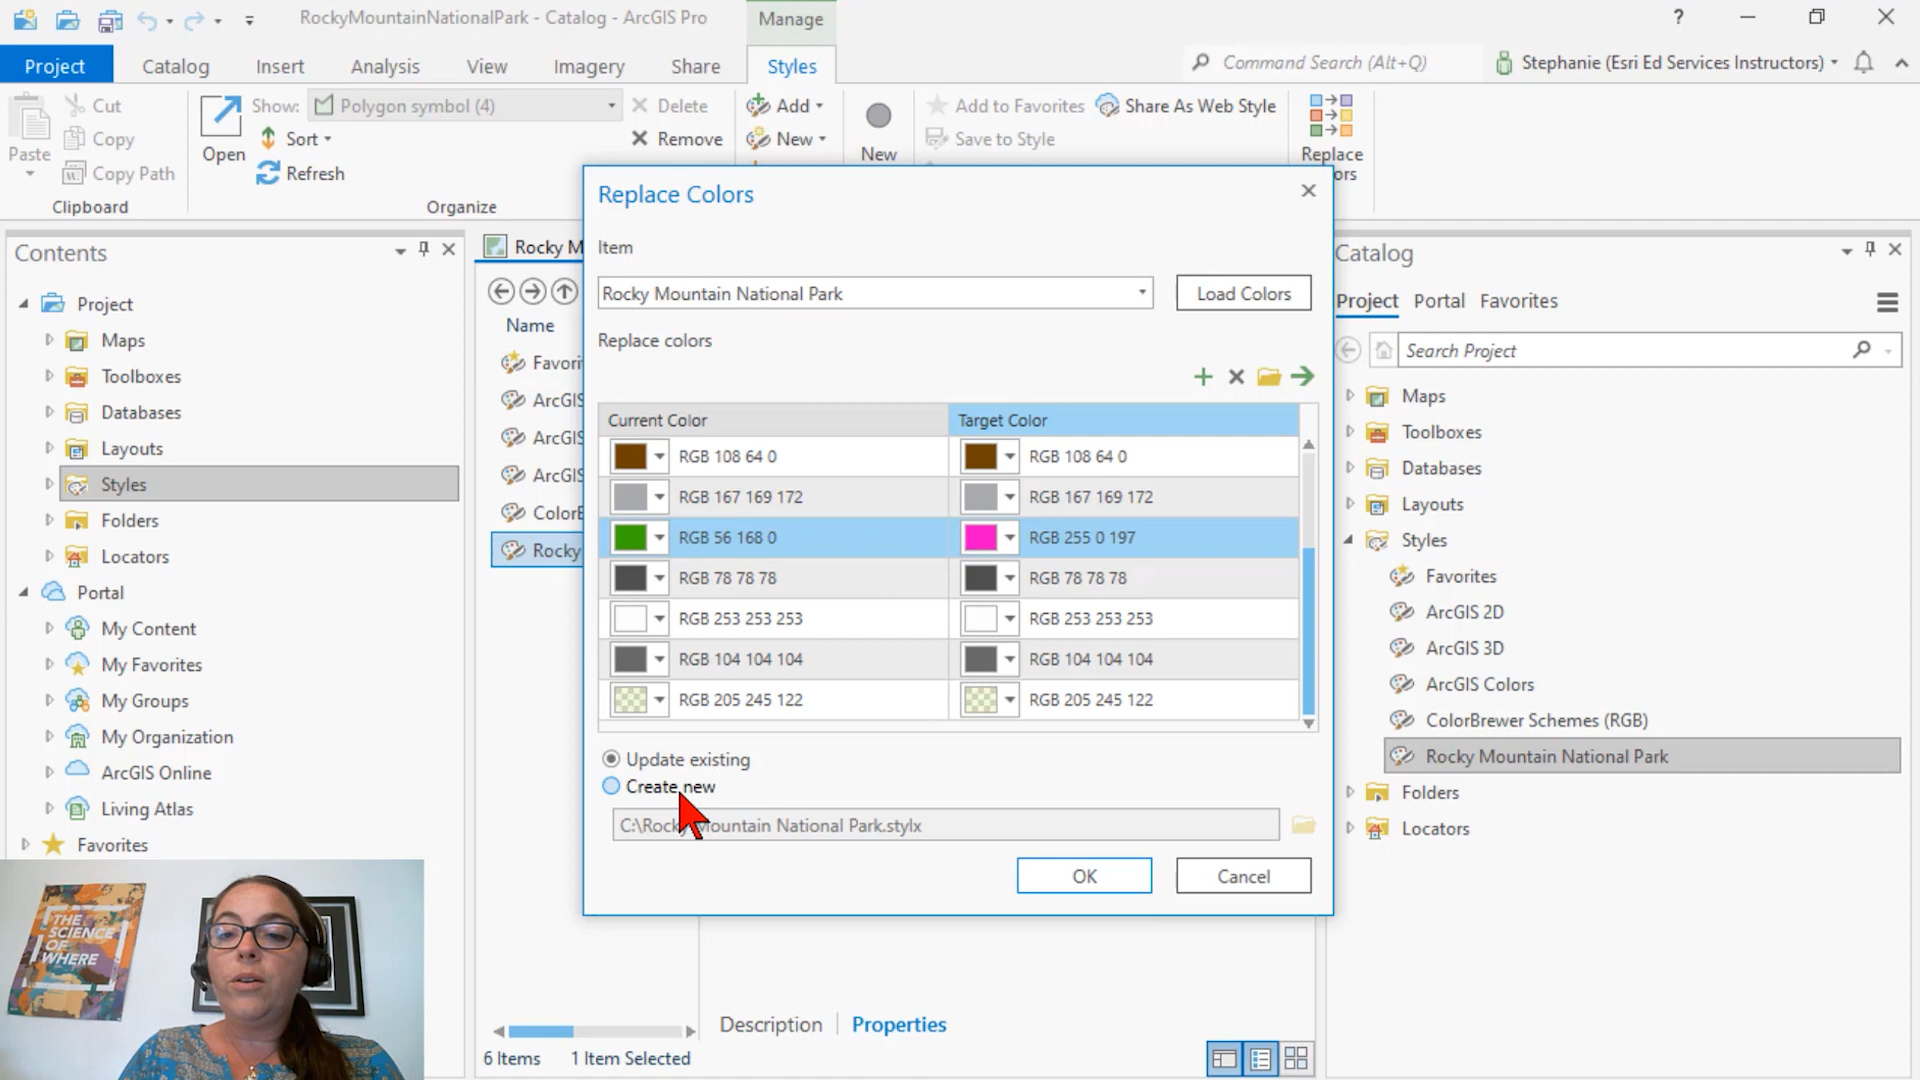 RockyMountainNationalPark - Catalog - ArcGIS Pro
Manage
?
Project
Catalog
Insert
Analysis
View
Imagery
Share
Styles
Command Search (Alt+Q)
Stephanie (Esri Ed Services Instructors)
Paste
Cut
Copy
Copy Path
Clipboard
Open
Show:
Polygon symbol (4)
Sort
Refresh
Delete
Remove
Organize
Add
New
New
Add to Favorites
Save to Style
Share As Web Style
Replace
ors
Contents
Project
Maps
Toolboxes
Databases
Layouts
Styles
Folders
Locators
Portal
My Content
My Favorites
My Groups
My Organization
ArcGIS Online
Living Atlas
Favorites
THE
SCIENCE
OF
WHERE
Rocky M
Name
Favori
ArcGIS
ArcGIS
ArcGIS
ColorE
Rocky
Replace Colors
Item
Rocky Mountain National Park
Load Colors
Replace colors
Current Color
Target Color
RGB 108 64 0
RGB 108 64 0
RGB 167 169 172
RGB 167 169 172
RGB 56 168 0
RGB 255 0 197
RGB 78 78 78
RGB 78 78 78
RGB 253 253 253
RGB 253 253 253
RGB 104 104 104
RGB 104 104 104
RGB 205 245 122
RGB 205 245 122
Update existing
Create new
C:\Rocky Mountain National Park.stylx
OK
Cancel
Description
Properties
6 Items
1 Item Selected
Catalog
Project
Portal
Favorites
Search Project
Maps
Toolboxes
Databases
Layouts
Styles
Favorites
ArcGIS 2D
ArcGIS 3D
ArcGIS Colors
ColorBrewer Schemes (RGB)
Rocky Mountain National Park
Folders
Locators